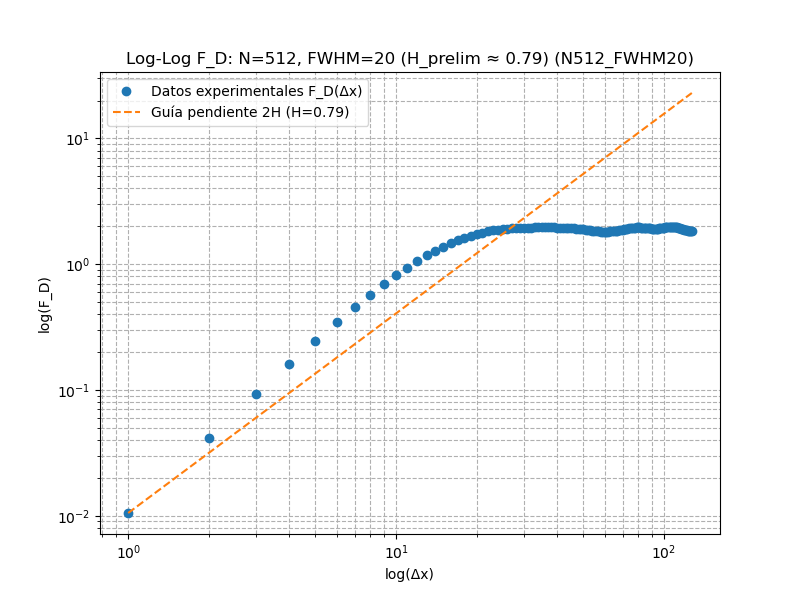 Log-Log F_D: N=512, FWHM=20 (H_prelim ≈ 0.79) (N512_FWHM20)
Datos experimentales F_D(Δx)
Guía pendiente 2H (H=0.79)
log(F_D)
10¹
10⁰
10⁻¹
10⁻²
10⁰ 10¹ 10²
log(Δx)